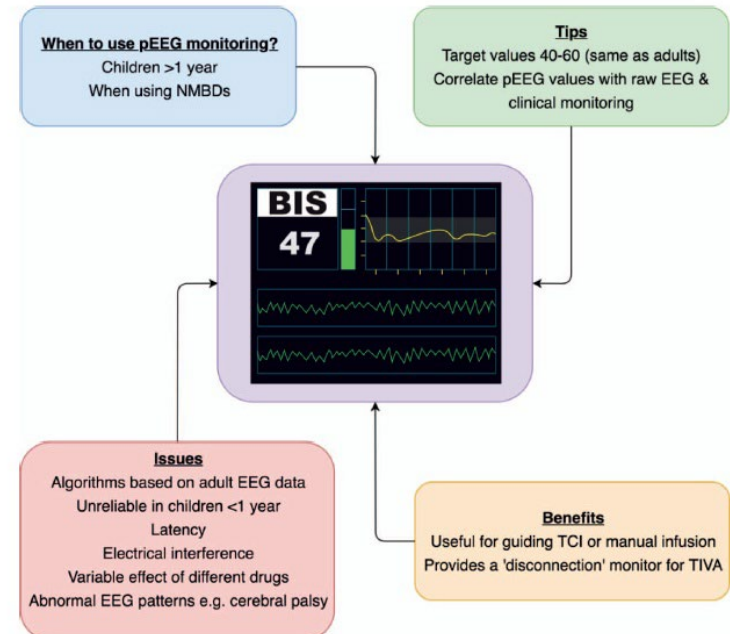 When to use pEEG monitoring?
Children >1 year
When using NMBDs
Tips
Target values 40-60 (same as adults)
Correlate pEEG values with raw EEG &
clinical monitoring
BIS
47
Issues
Algorithms based on adult EEG data
Unreliable in children <1 year
Latency
Electrical interference
Variable effect of different drugs
Abnormal EEG patterns e.g. cerebral palsy
Benefits
Useful for guiding TCI or manual infusion
Provides a 'disconnection' monitor for TIVA